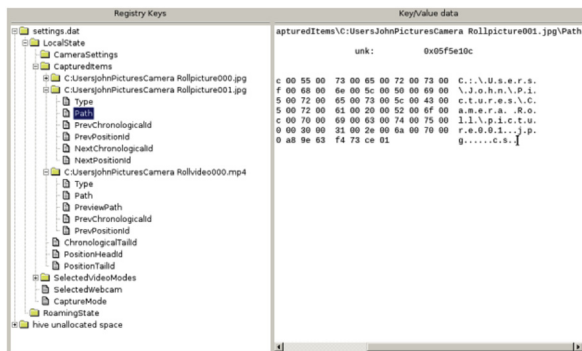 Registry Keys
Key/Value data
settings.dat
LocalState
CameraSettings
CapturedItems
C:UsersJohnPicturesCamera Rollpicture000.jpg
C:UsersJohnPicturesCamera Rollpicture001.jpg
Type
Path
PrevChronologicalId
PrevPositionId
NextChronologicalId
NextPositionId
C:UsersJohnPicturesCamera Rollvideo000.mp4
Type
Path
PreviewPath
PrevChronologicalId
PrevPositionId
ChronologicalTailId
PositionHeadId
PositionTailId
SelectedVideoModes
SelectedWebcam
CaptureMode
RoamingState
hive unallocated space
apturedItems\C:UsersJohnPicturesCamera Rollpicture001.jpg\Path
unk: 0x05f5e10c
c 00 55 00 73 00 65 00 72 00 73 00 C.:.\.U.s.e.r.s.
f 00 68 00 6e 00 5c 00 50 00 69 00 \.J.o.h.n.\.P.i.
5 00 72 00 65 00 73 00 5c 00 43 00 c.t.u.r.e.s.\.C.
5 00 72 00 61 00 20 00 52 00 6f 00 a.m.e.r.a. .R.o.
c 00 70 00 69 00 63 00 74 00 75 00 l.l.\.p.i.c.t.u.
0 00 30 00 31 00 2e 00 6a 00 70 00 r.e.0.0.1...j.p.
0 a8 9e 63 f4 73 ce 01 g......c.s..